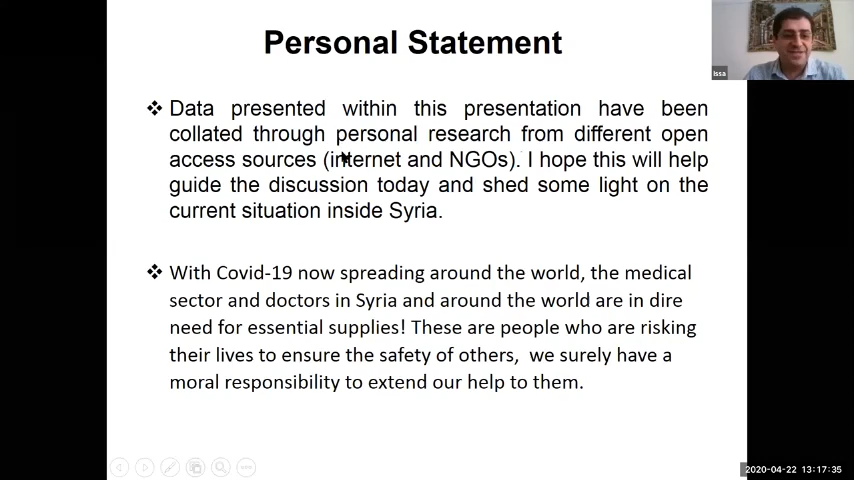 Personal Statement
Issa
❖ Data presented within this presentation have been
collated through personal research from different open
access sources (internet and NGOs). I hope this will help
guide the discussion today and shed some light on the
current situation inside Syria.
❖ With Covid-19 now spreading around the world, the medical
sector and doctors in Syria and around the world are in dire
need for essential supplies! These are people who are risking
their lives to ensure the safety of others, we surely have a
moral responsibility to extend our help to them.
2020-04-22 13:17:35